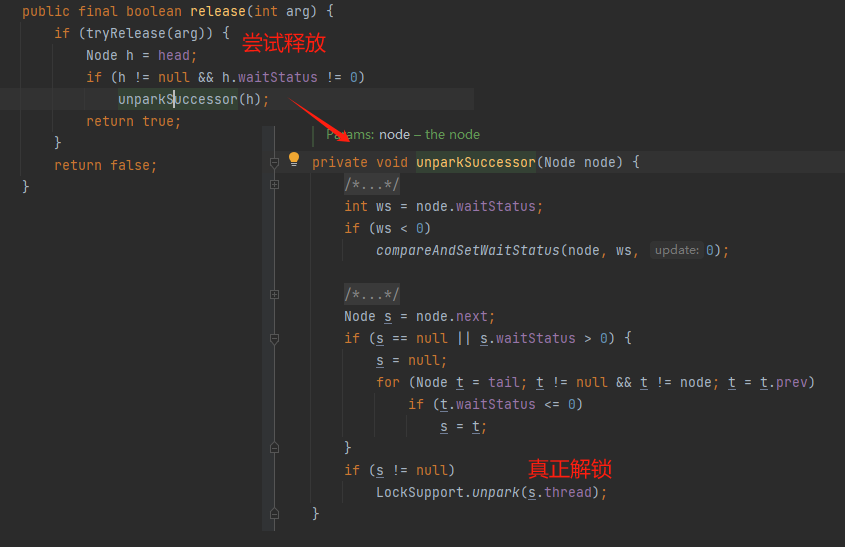 public final boolean release(int arg) {
if (tryRelease(arg)) {
尝试释放
Node h = head;
if (h != null && h.waitStatus != 0)
unparkSuccessor(h);
return true;
}
return false;
}
Params: node – the node
private void unparkSuccessor(Node node) {
/*...*/
int ws = node.waitStatus;
if (ws < 0)
compareAndSetWaitStatus(node, ws, update: 0);
/*...*/
Node s = node.next;
if (s == null || s.waitStatus > 0) {
s = null;
for (Node t = tail; t != null && t != node; t = t.prev)
if (t.waitStatus <= 0)
s = t;
}
if (s != null)
真正解锁
LockSupport.unpark(s.thread);
}